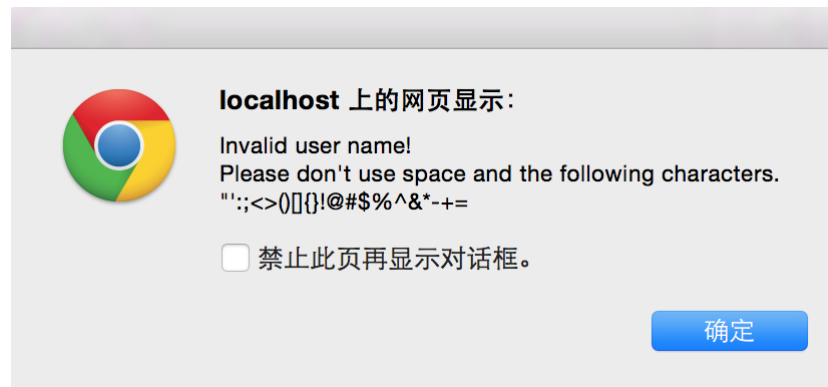 localhost 上的网页显示：
Invalid user name!
Please don't use space and the following characters.
"':;<>()[]{}!@#$%^&*-+=
禁止此页再显示对话框。
确定